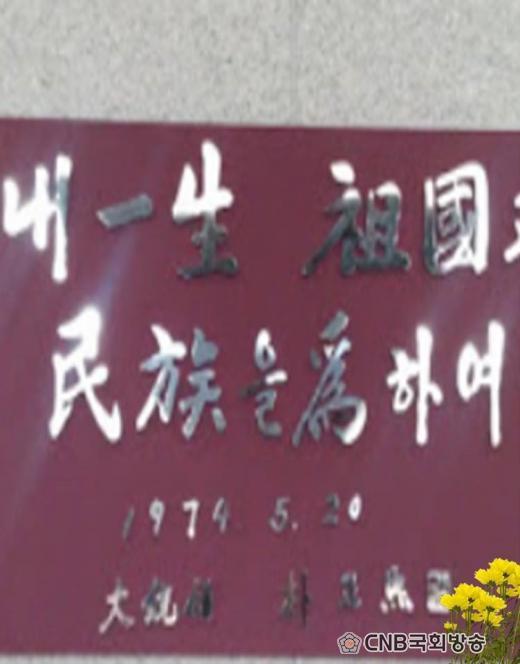 내 一生 祖國
民族을 爲하여
1974. 5. 20
大統領 朴正熙
CNB국회방송